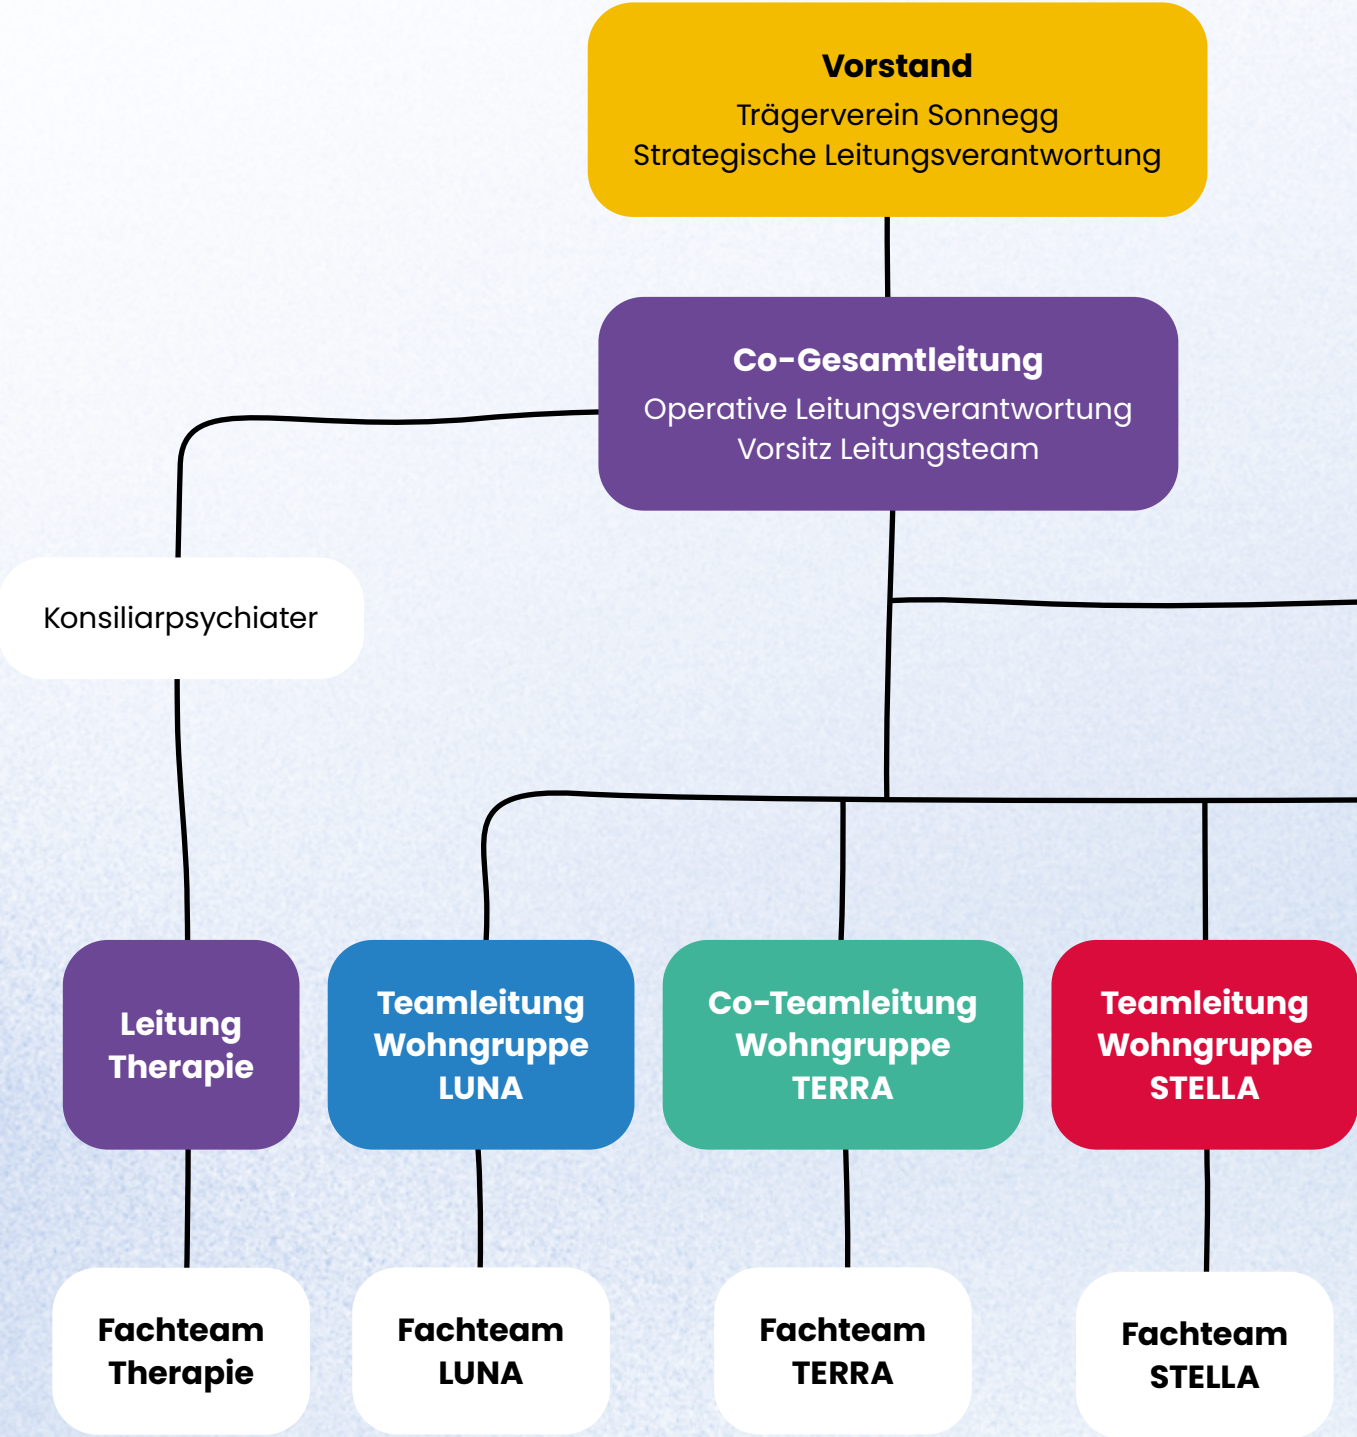 Vorstand
Trägerverein Sonnegg
Strategische Leitungsverantwortung
Co-Gesamtleitung
Operative Leitungsverantwortung
Vorsitz Leitungsteam
Konsiliarpsychiater
Leitung
Therapie
Teamleitung
Wohngruppe
LUNA
Co-Teamleitung
Wohngruppe
TERRA
Teamleitung
Wohngruppe
STELLA
Fachteam
Therapie
Fachteam
LUNA
Fachteam
TERRA
Fachteam
STELLA